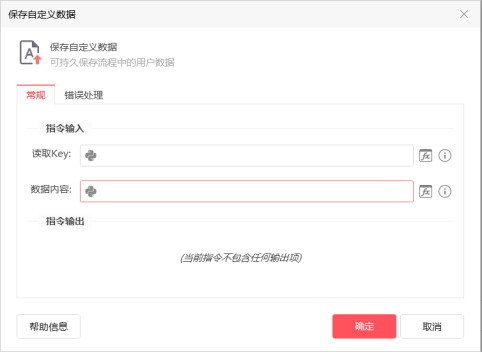 保存自定义数据
保存自定义数据
可持久保存流程中的用户数据
常规 错误处理
指令输入
读取Key:
数据内容:
指令输出
(当前指令不包含任何输出项)
帮助信息 确定 取消